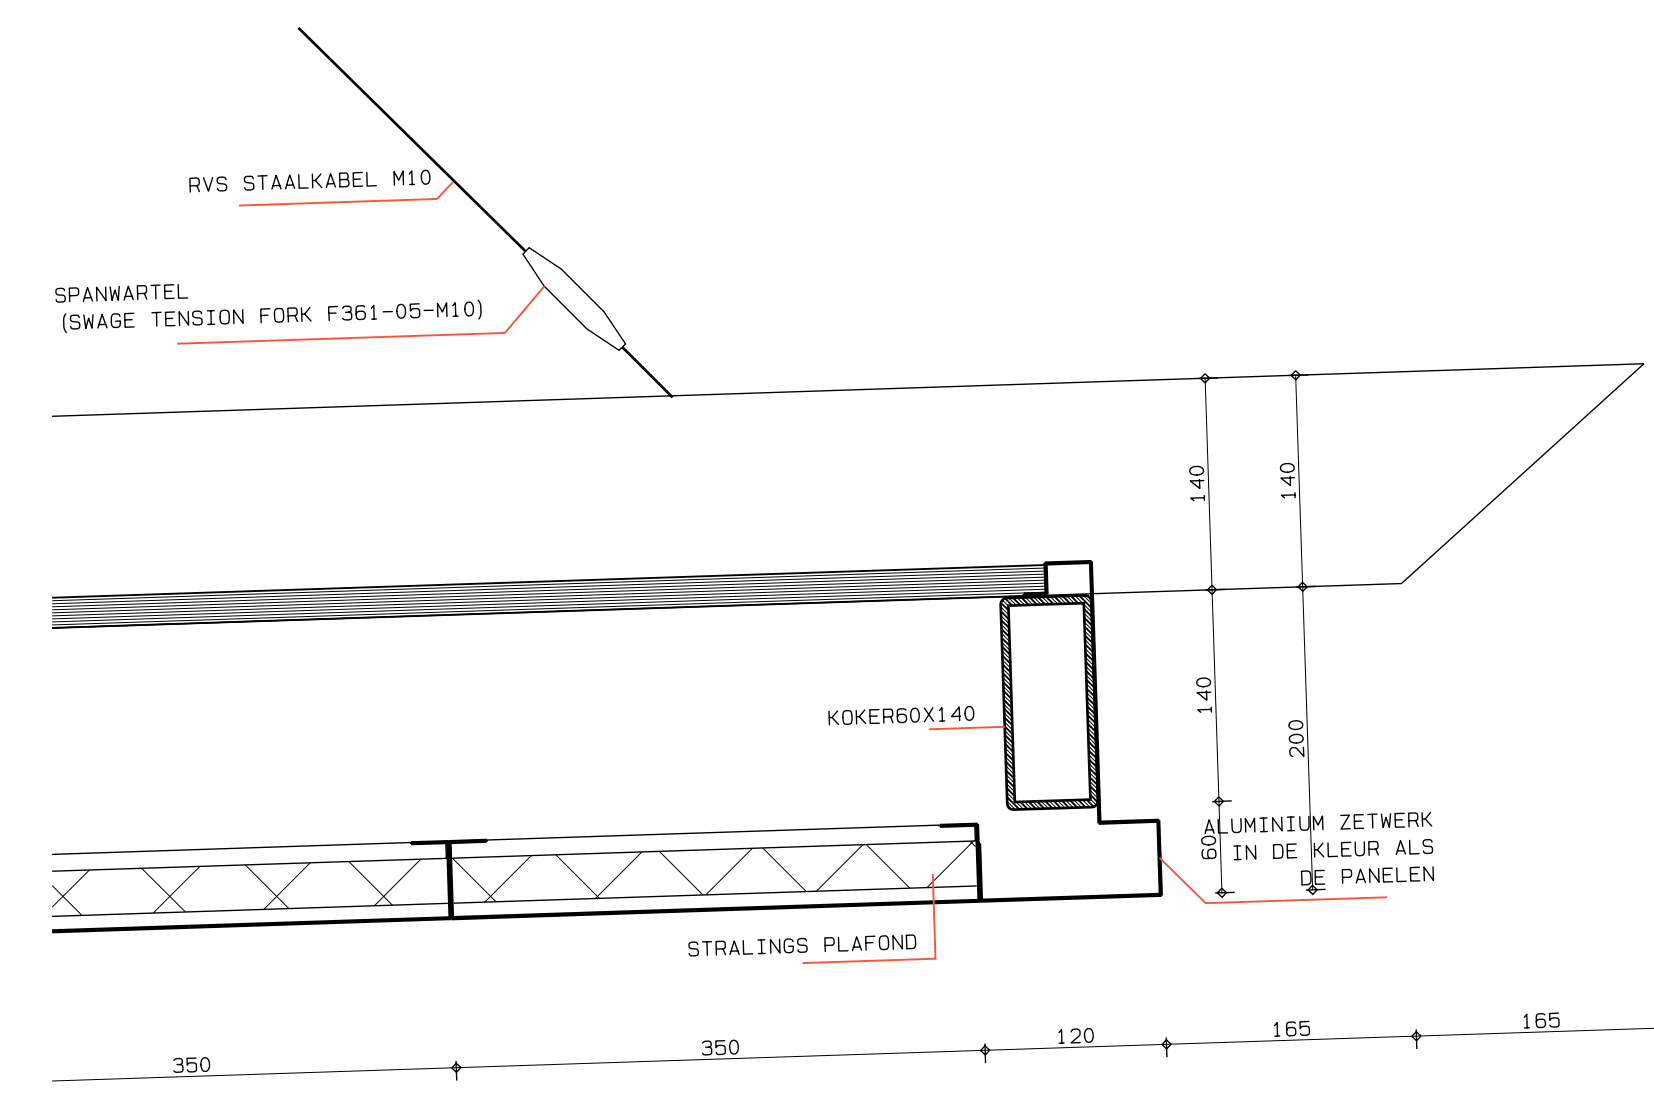 RVS STAALKABEL M10
SPANWARTEL
(SWAGE TENSION FORK F361-05-M10)
140
140
KOKER60X140
140
200
60
ALUMINIUM ZETWERK
IN DE KLEUR ALS
DE PANELEN
STRALINGS PLAFOND
350
350
120
165
165